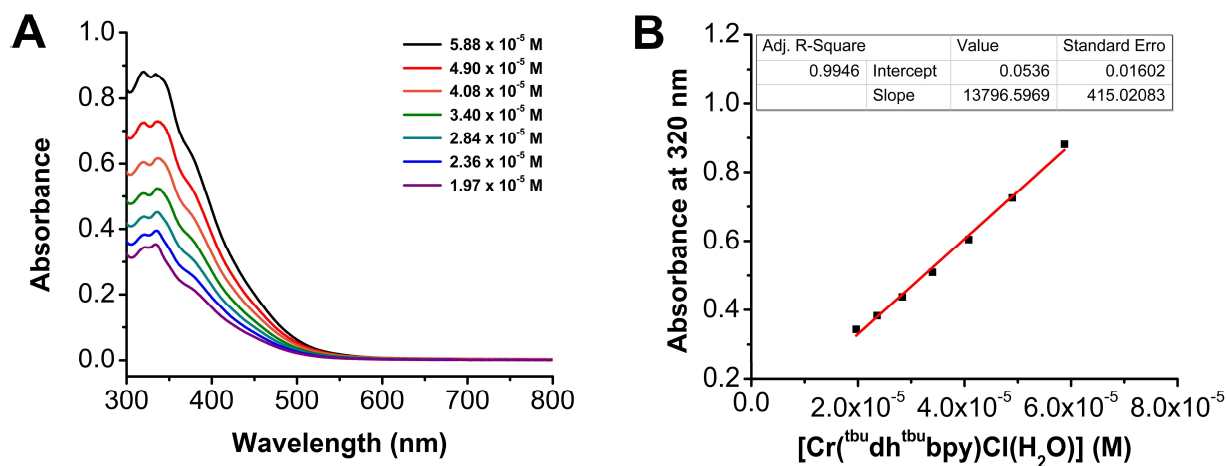 A
Absorbance
1.0
0.8
0.6
0.4
0.2
0.0
5.88 x 10⁻⁵ M
4.90 x 10⁻⁵ M
4.08 x 10⁻⁵ M
3.40 x 10⁻⁵ M
2.84 x 10⁻⁵ M
2.36 x 10⁻⁵ M
1.97 x 10⁻⁵ M
300 400 500 600 700 800
Wavelength (nm)
B
Absorbance at 320 nm
1.2
1.0
0.8
0.6
0.4
0.2
Adj. R-Square Value Standard Erro
0.9946 Intercept 0.0536 0.01602
Slope 13796.5969 415.02083
0.0 2.0x10⁻⁵ 4.0x10⁻⁵ 6.0x10⁻⁵ 8.0x10⁻⁵
[Cr(ᵗᵇᵘdhᵗᵇᵘbpy)Cl(H₂O)] (M)